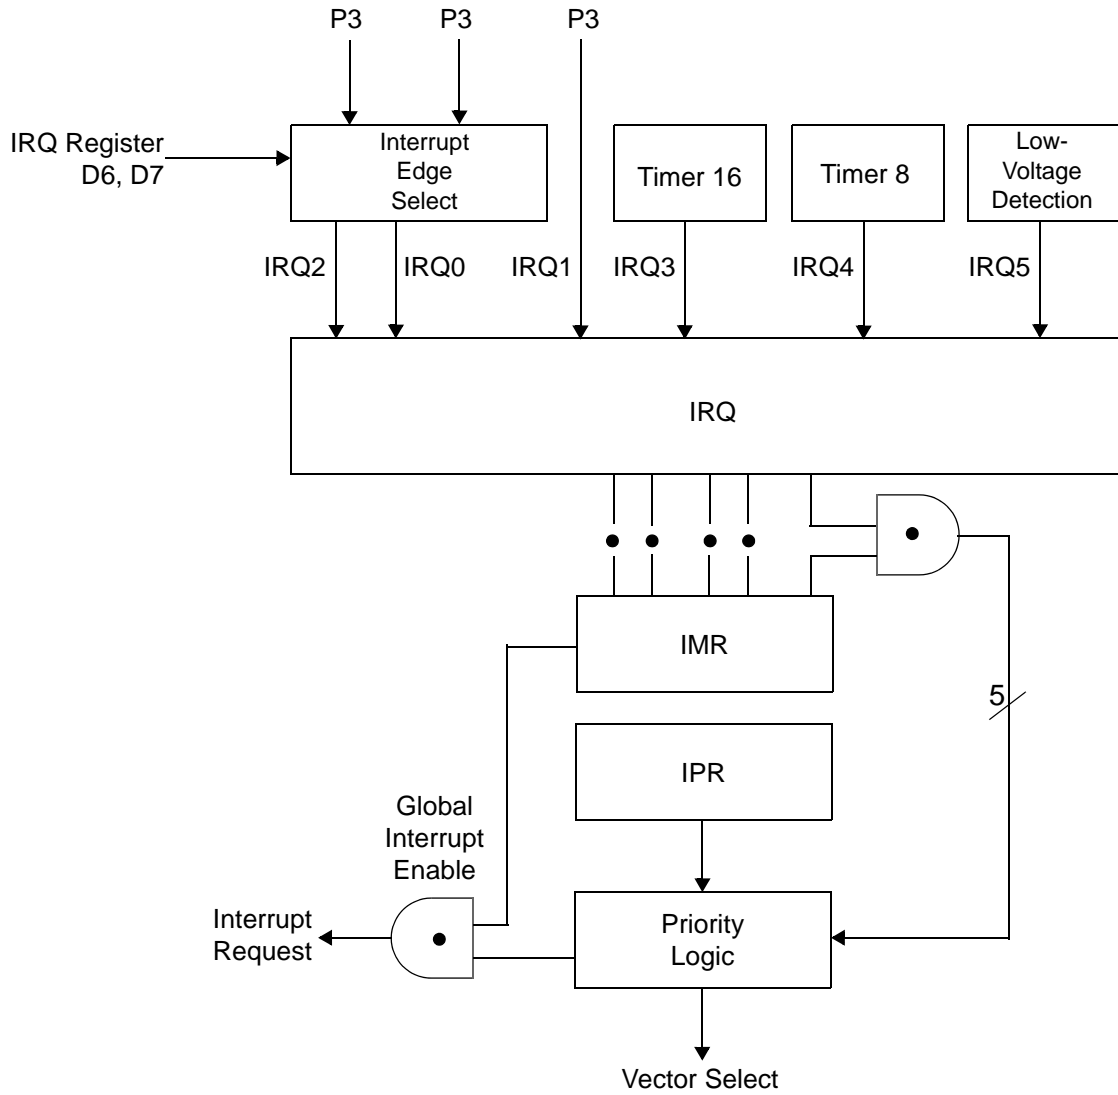 P3
P3
P3
IRQ Register
D6, D7
Interrupt
Edge
Select
Timer 16
Timer 8
Low-
Voltage
Detection
IRQ2
IRQ0
IRQ1
IRQ3
IRQ4
IRQ5
IRQ
IMR
5
IPR
Global
Interrupt
Enable
Interrupt
Request
Priority
Logic
Vector Select